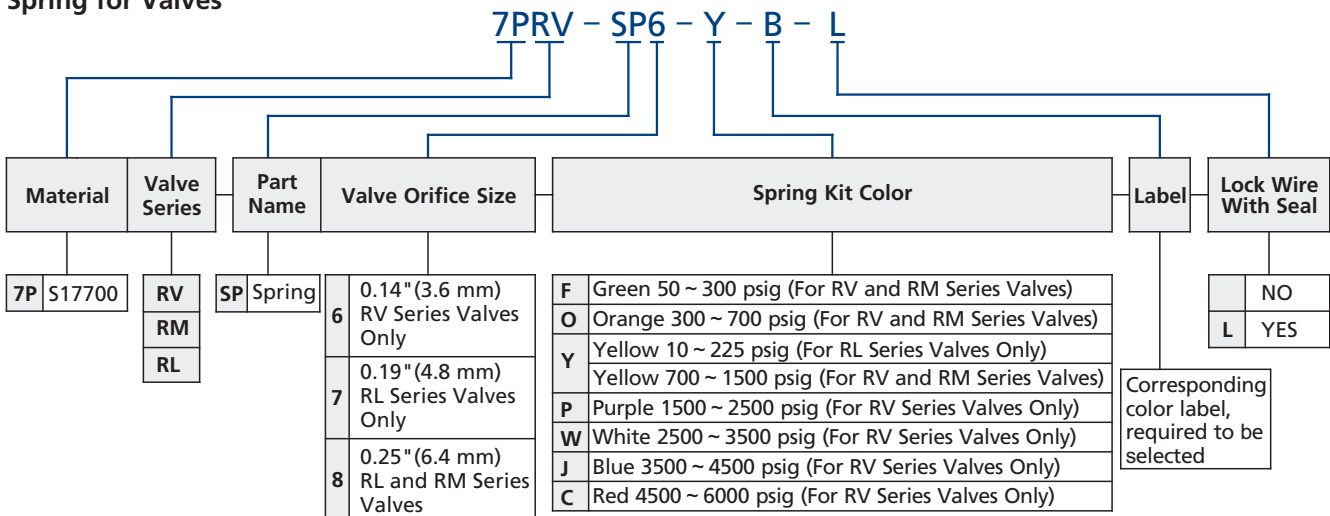 Spring for Valves
7PRV – SP6 – Y – B – L
Material
Valve
Series
Part
Name
Valve Orifice Size
Spring Kit Color
Label
Lock Wire
With Seal
7P S17700
RV
RM
RL
SP Spring
6
0.14" (3.6 mm)
RV Series Valves
Only
7
0.19" (4.8 mm)
RL Series Valves
Only
8
0.25" (6.4 mm)
RL and RM Series
Valves
F Green 50 ~ 300 psig (For RV and RM Series Valves)
O Orange 300 ~ 700 psig (For RV and RM Series Valves)
Y Yellow 10 ~ 225 psig (For RL Series Valves Only)
Yellow 700 ~ 1500 psig (For RV and RM Series Valves)
P Purple 1500 ~ 2500 psig (For RV Series Valves Only)
W White 2500 ~ 3500 psig (For RV Series Valves Only)
J Blue 3500 ~ 4500 psig (For RV Series Valves Only)
C Red 4500 ~ 6000 psig (For RV Series Valves Only)
Corresponding
color label,
required to be
selected
NO
L YES